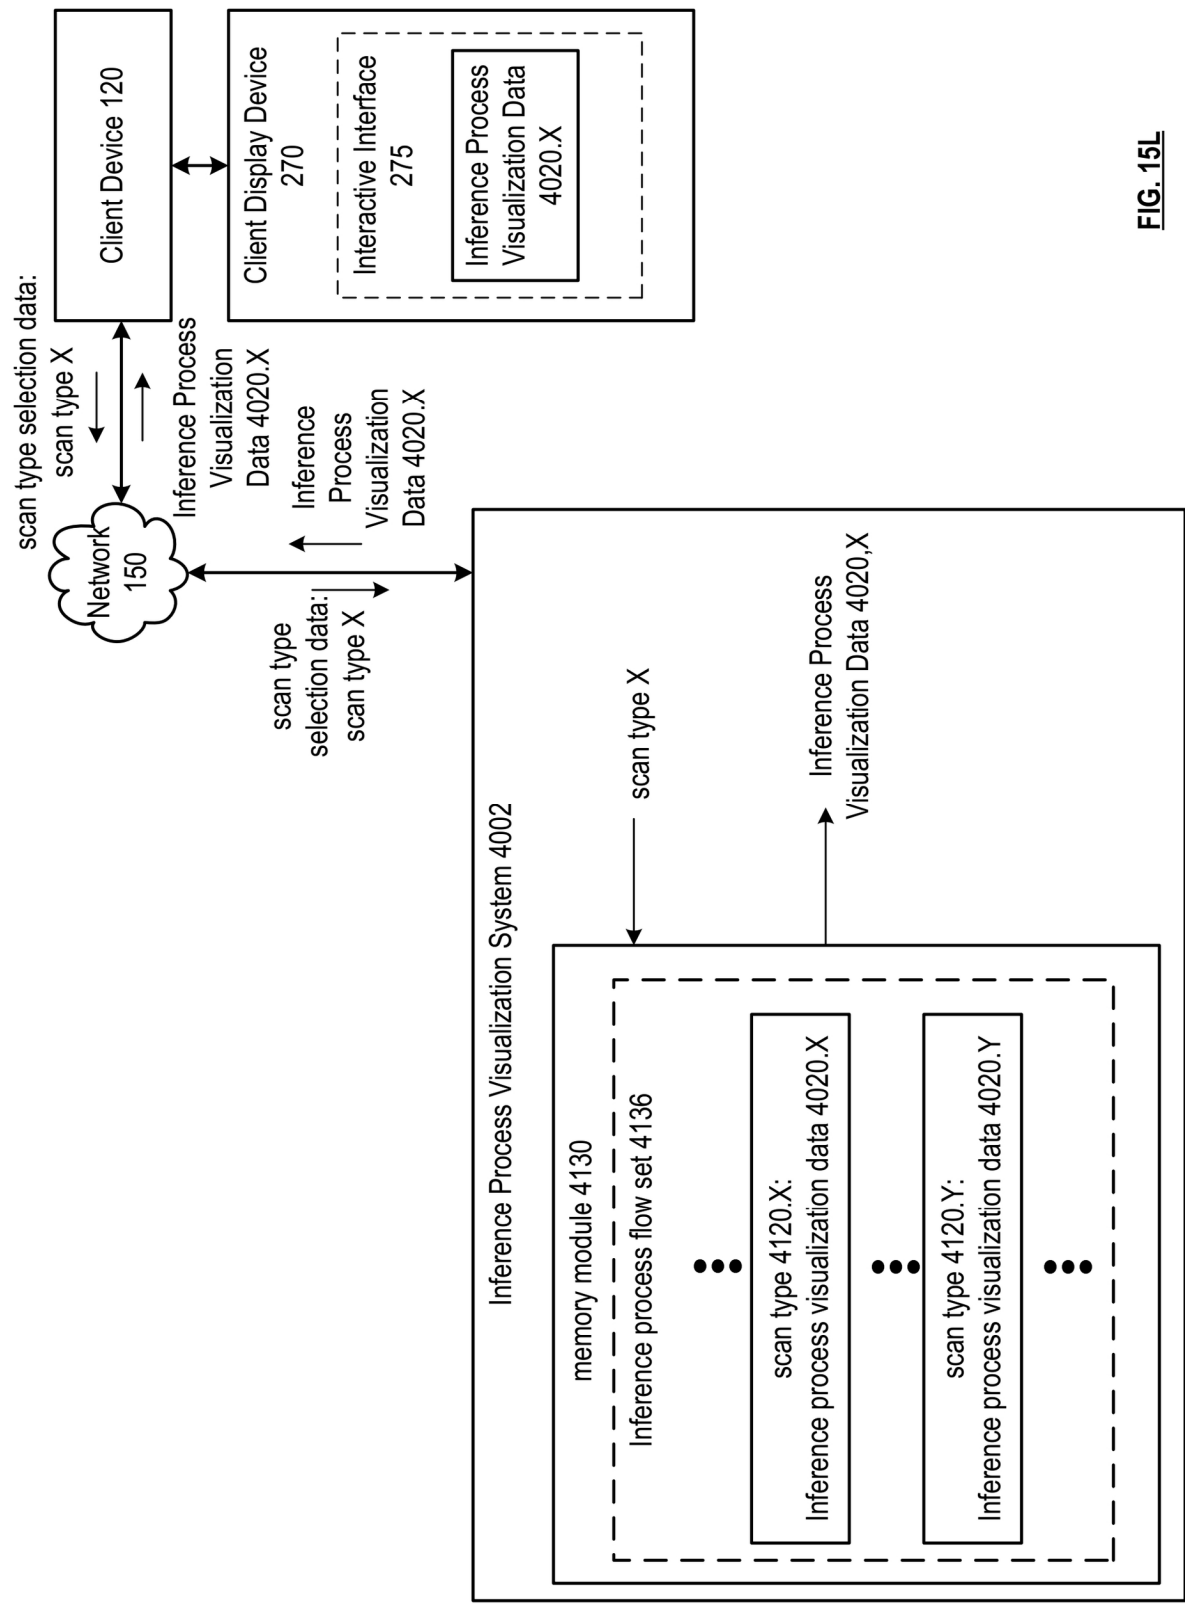 Inference Process Visualization System 4002
memory module 4130
Inference process flow set 4136
scan type 4120.X:
Inference process visualization data 4020.X
scan type 4120.Y:
Inference process visualization data 4020.Y
scan type X
Inference Process
Visualization Data 4020,X
scan type
selection data:
scan type X
Inference
Process
Visualization
Data 4020.X
Network
150
scan type selection data:
scan type X
Inference Process
Visualization
Data 4020.X
Client Device 120
Client Display Device
270
Interactive Interface
275
Inference Process
Visualization Data
4020.X
FIG. 15L